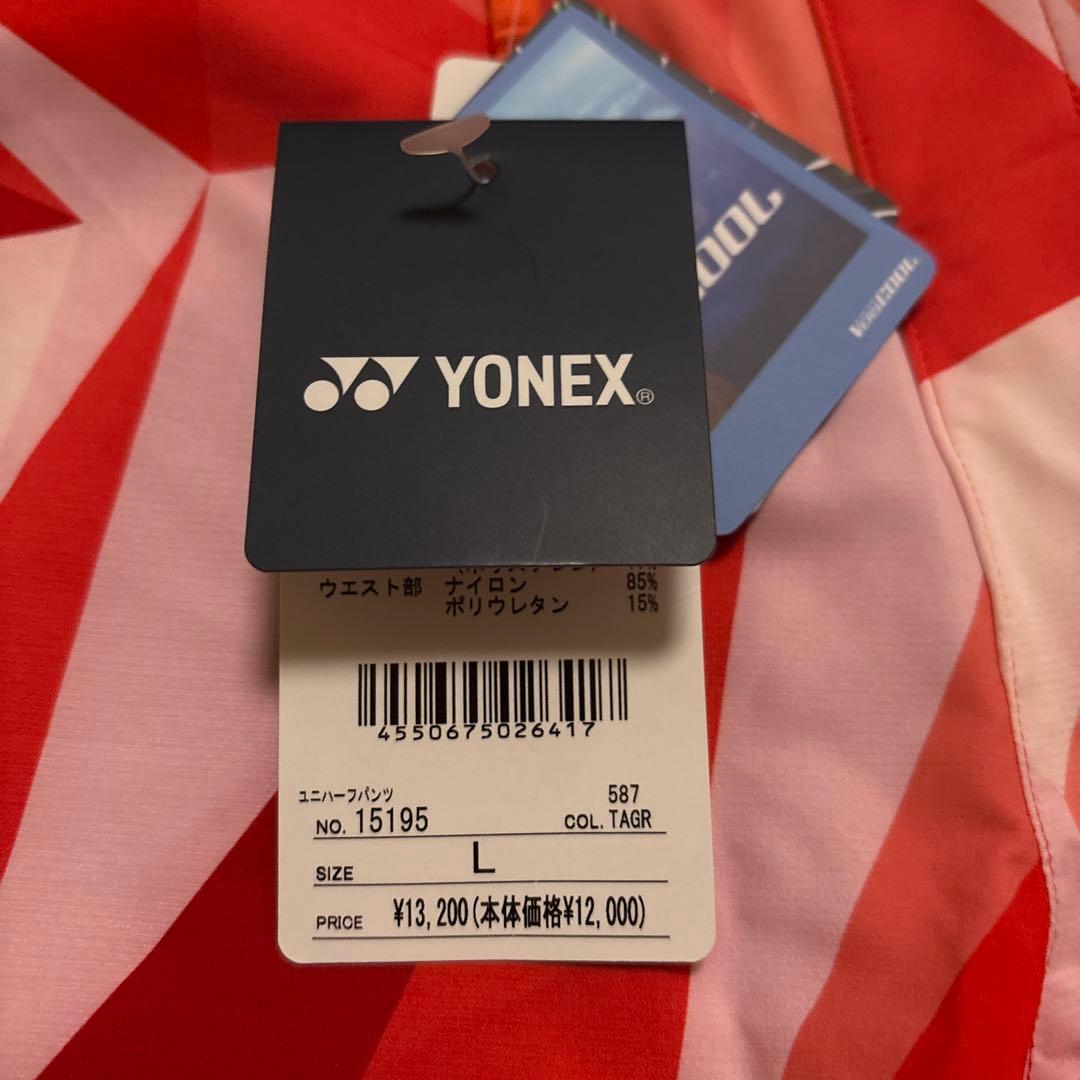 YONEX®
COOL
VERYCOOL
ウエスト部 ナイロン 85%
ポリウレタン 15%
4550675026417
ユニハーフパンツ 587
NO. 15195 COL. TAGR
SIZE L
PRICE ¥13,200(本体価格¥12,000)